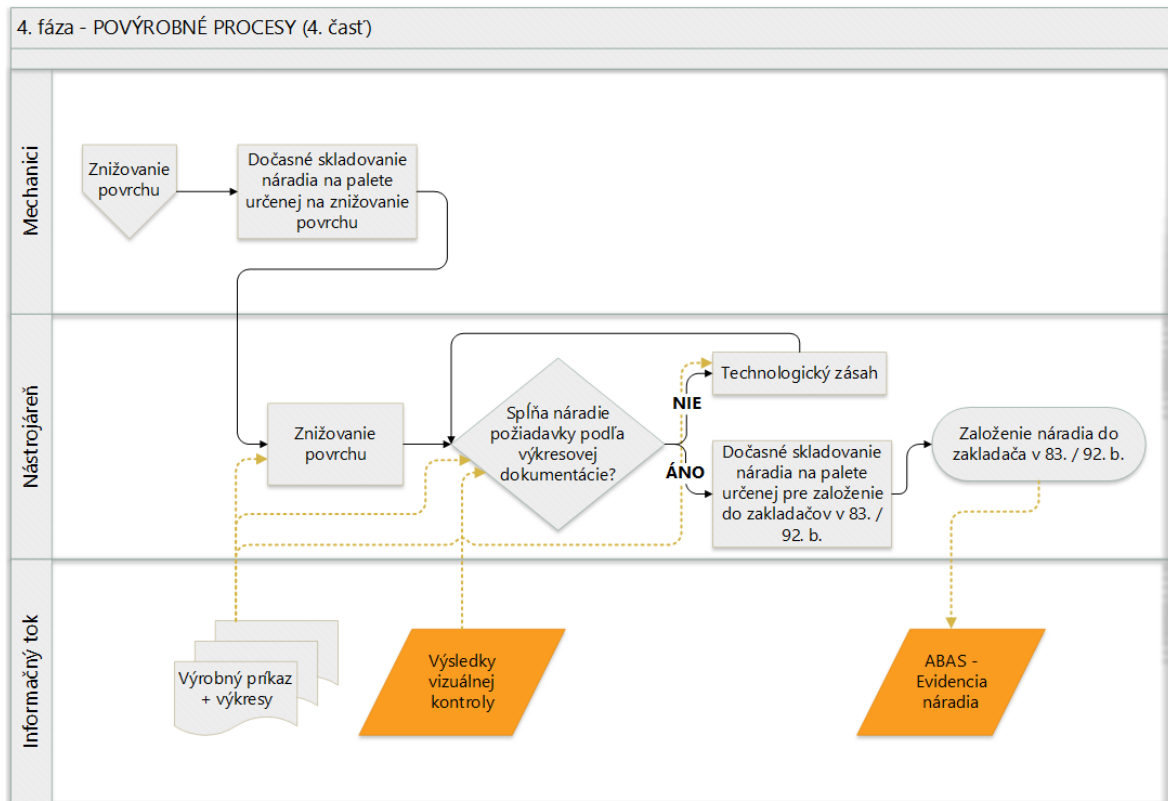 4. fáza - POVÝROBNÉ PROCESY (4. časť)
Mechanici
Znižovanie
povrchu
Dočasné skladovanie
náradia na palete
určenej na znižovanie
povrchu
Nástrojáreň
Znižovanie
povrchu
Spĺňa náradie
požiadavky podľa
výkresovej
dokumentácie?
NIE
Technologický zásah
ÁNO
Dočasné skladovanie
náradia na palete
určenej pre založenie
do zakladačov v 83. /
92. b.
Založenie náradia do
zakladača v 83. / 92. b.
Informačný tok
Výrobný príkaz
+ výkresy
Výsledky
vizuálnej
kontroly
ABAS -
Evidencia
náradia